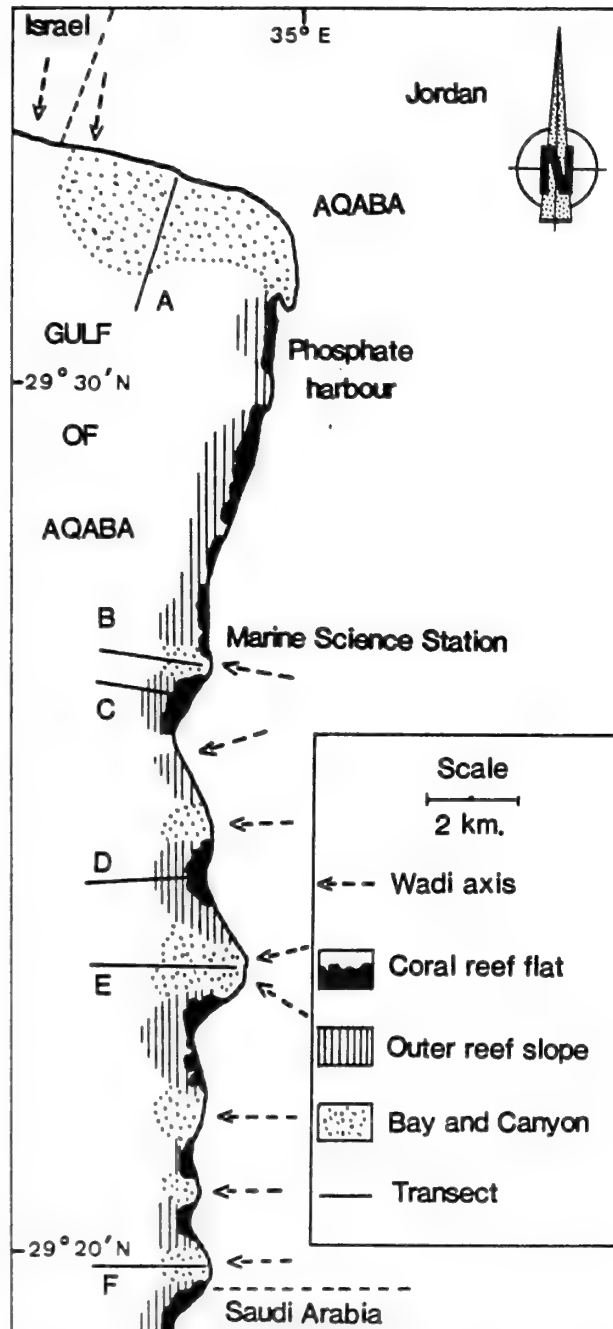 Israel
35° E
Jordan
N
AQABA
A
GULF
Phosphate
harbour
29° 30′ N
OF
AQABA
B
Marine Science Station
C
Scale
2 km.
D
Wadi axis
Coral reef flat
E
Outer reef slope
Bay and Canyon
Transect
29° 20′ N
F
Saudi Arabia